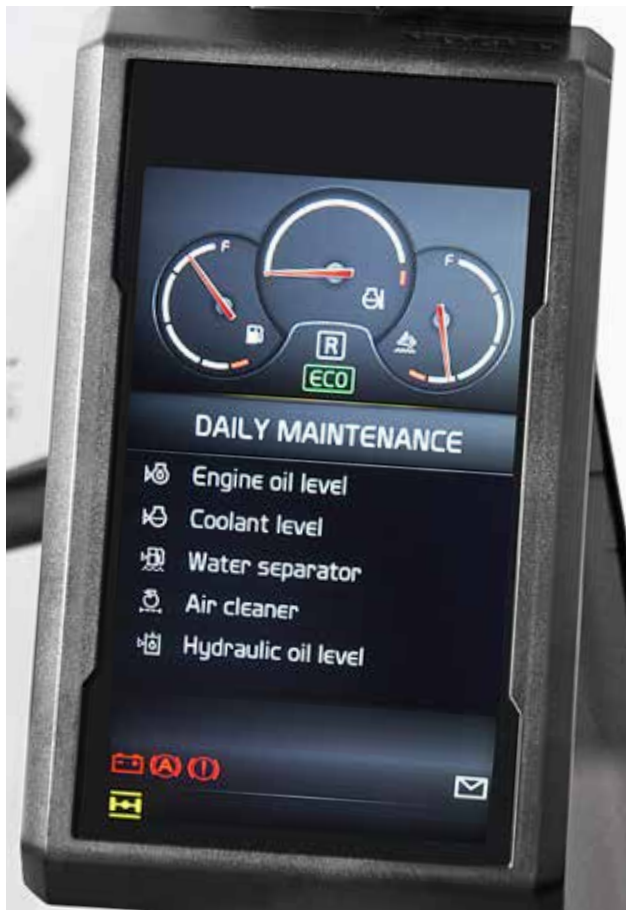 F
F
R
ECO
DAILY MAINTENANCE
Engine oil level
Coolant level
Water separator
Air cleaner
Hydraulic oil level
A